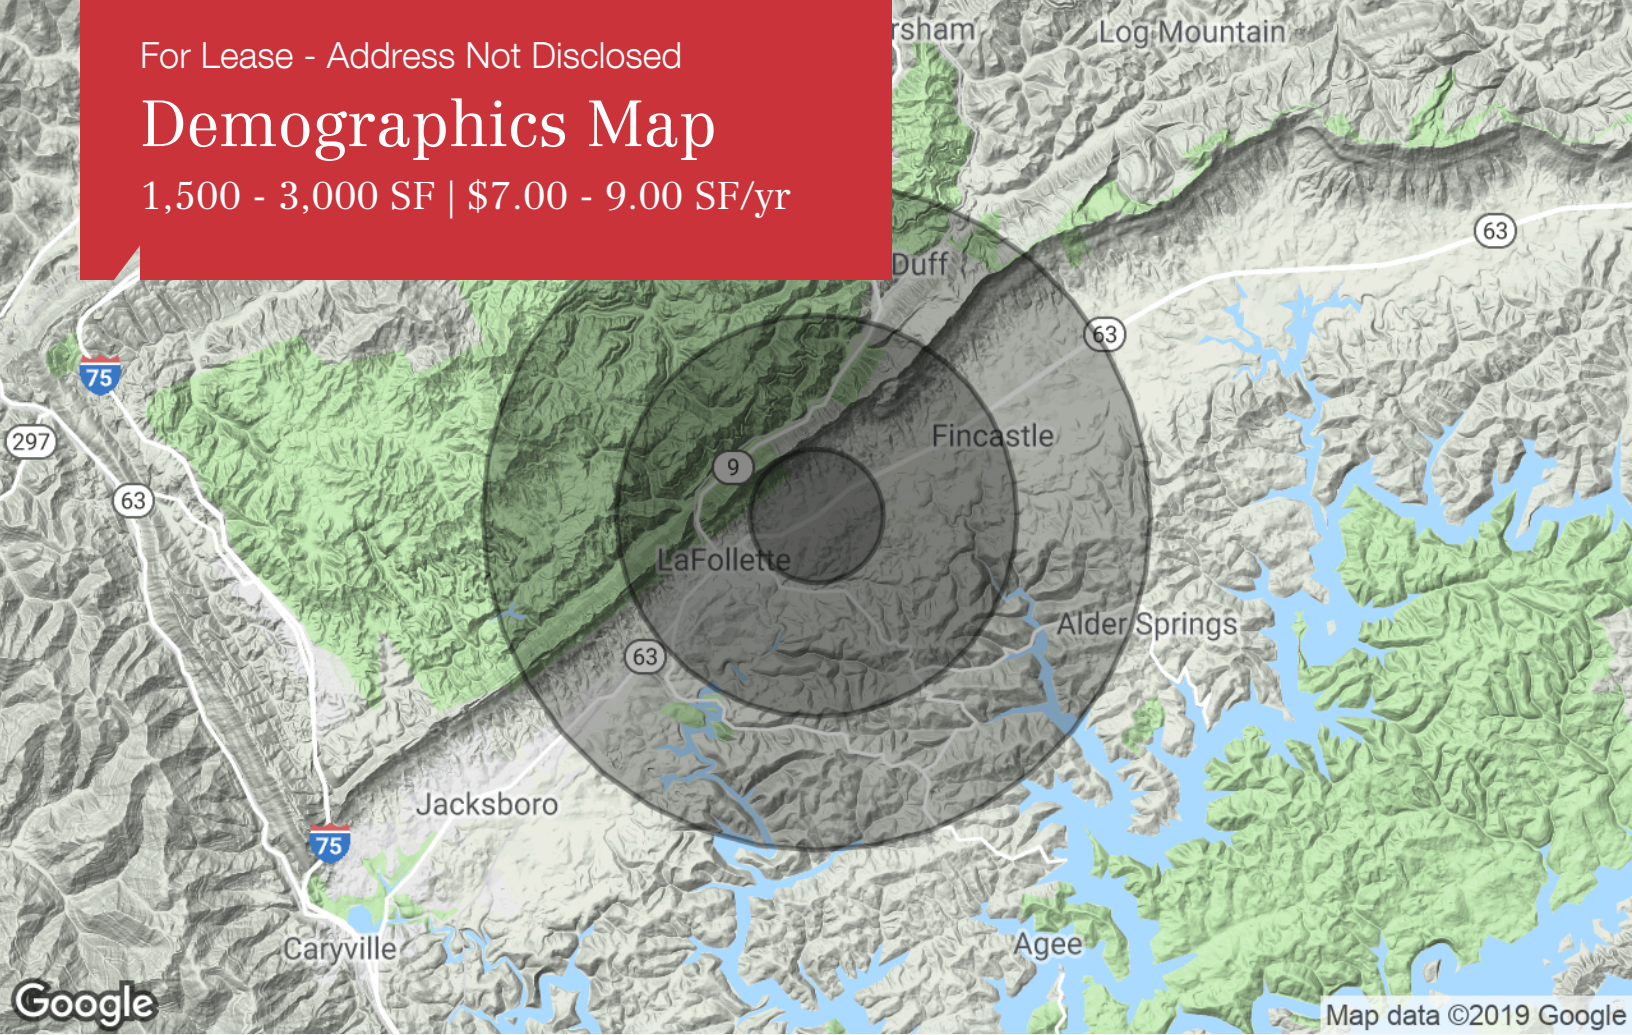 For Lease - Address Not Disclosed
Demographics Map
1,500 - 3,000 SF | $7.00 - 9.00 SF/yr
rsham
Log Mountain
63
Duff
63
75
297
Fincastle
9
63
LaFollette
Alder Springs
63
Jacksboro
75
Caryville
Agee
Google
Map data ©2019 Google